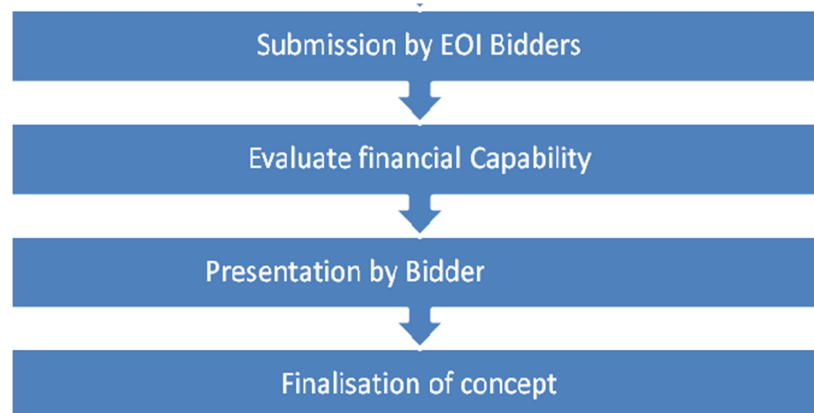 Submission by EOI Bidders
Evaluate financial Capability
Presentation by Bidder
Finalisation of concept